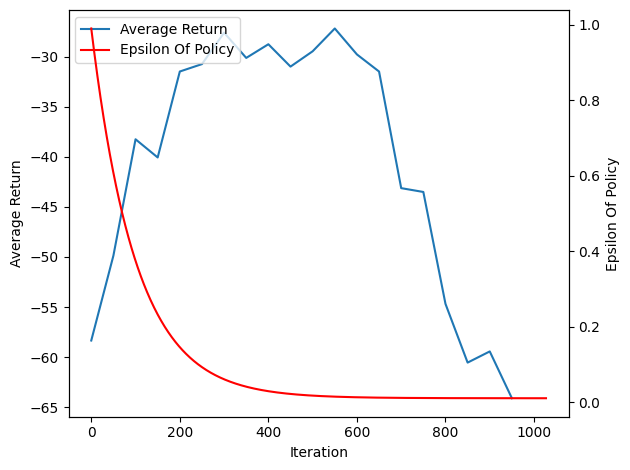 Average Return
Epsilon Of Policy
−30
−35
−40
−45
−50
−55
−60
−65
Average Return
1.0
0.8
0.6
0.4
0.2
0.0
Epsilon Of Policy
0 200 400 600 800 1000
Iteration